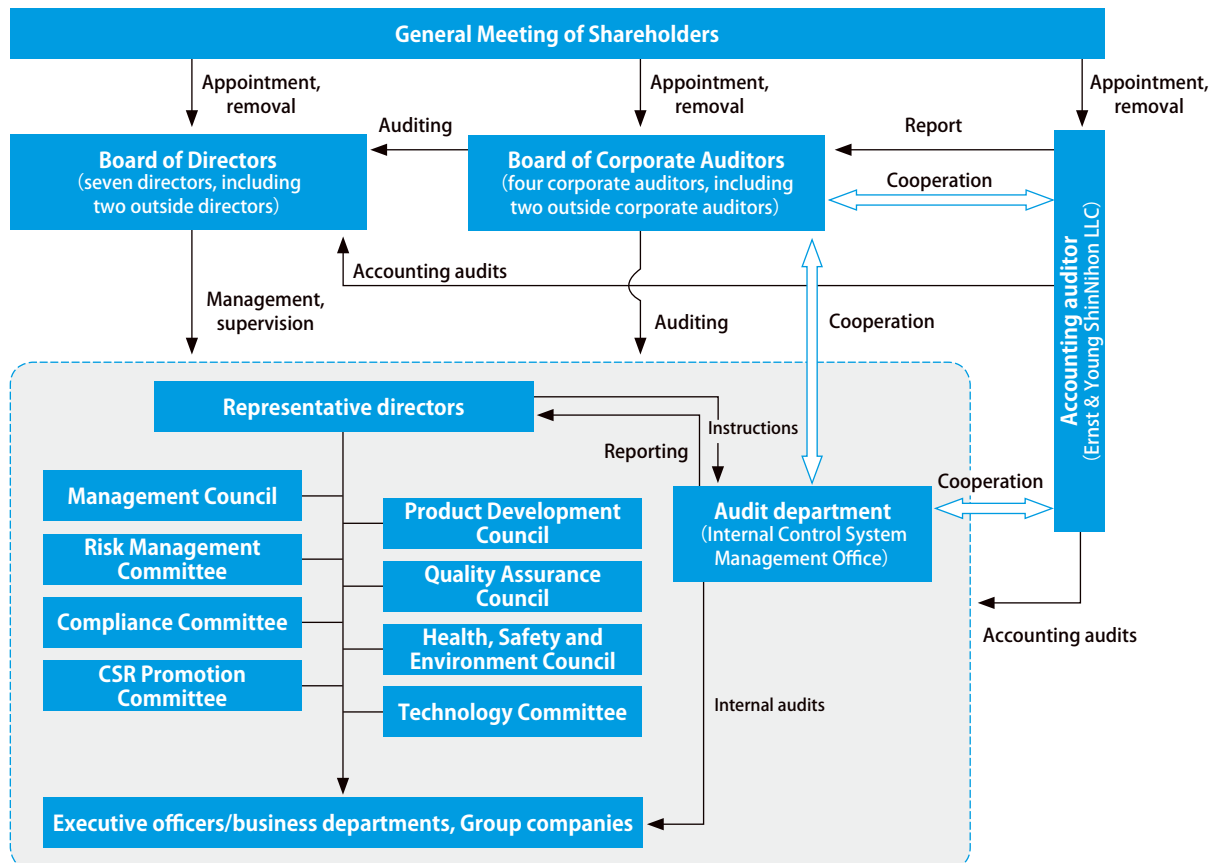 General Meeting of Shareholders
Appointment,
removal
Appointment,
removal
Appointment,
removal
Auditing
Report
Board of Directors
(seven directors, including
two outside directors)
Board of Corporate Auditors
(four corporate auditors, including
two outside corporate auditors)
Cooperation
Accounting auditor
(Ernst & Young ShinNihon LLC)
Accounting audits
Management,
supervision
Auditing
Cooperation
Representative directors
Instructions
Reporting
Management Council
Product Development
Council
Audit department
(Internal Control System
Management Office)
Cooperation
Risk Management
Committee
Quality Assurance
Council
Compliance Committee
Health, Safety and
Environment Council
Accounting audits
CSR Promotion
Committee
Technology Committee
Internal audits
Executive officers/business departments, Group companies